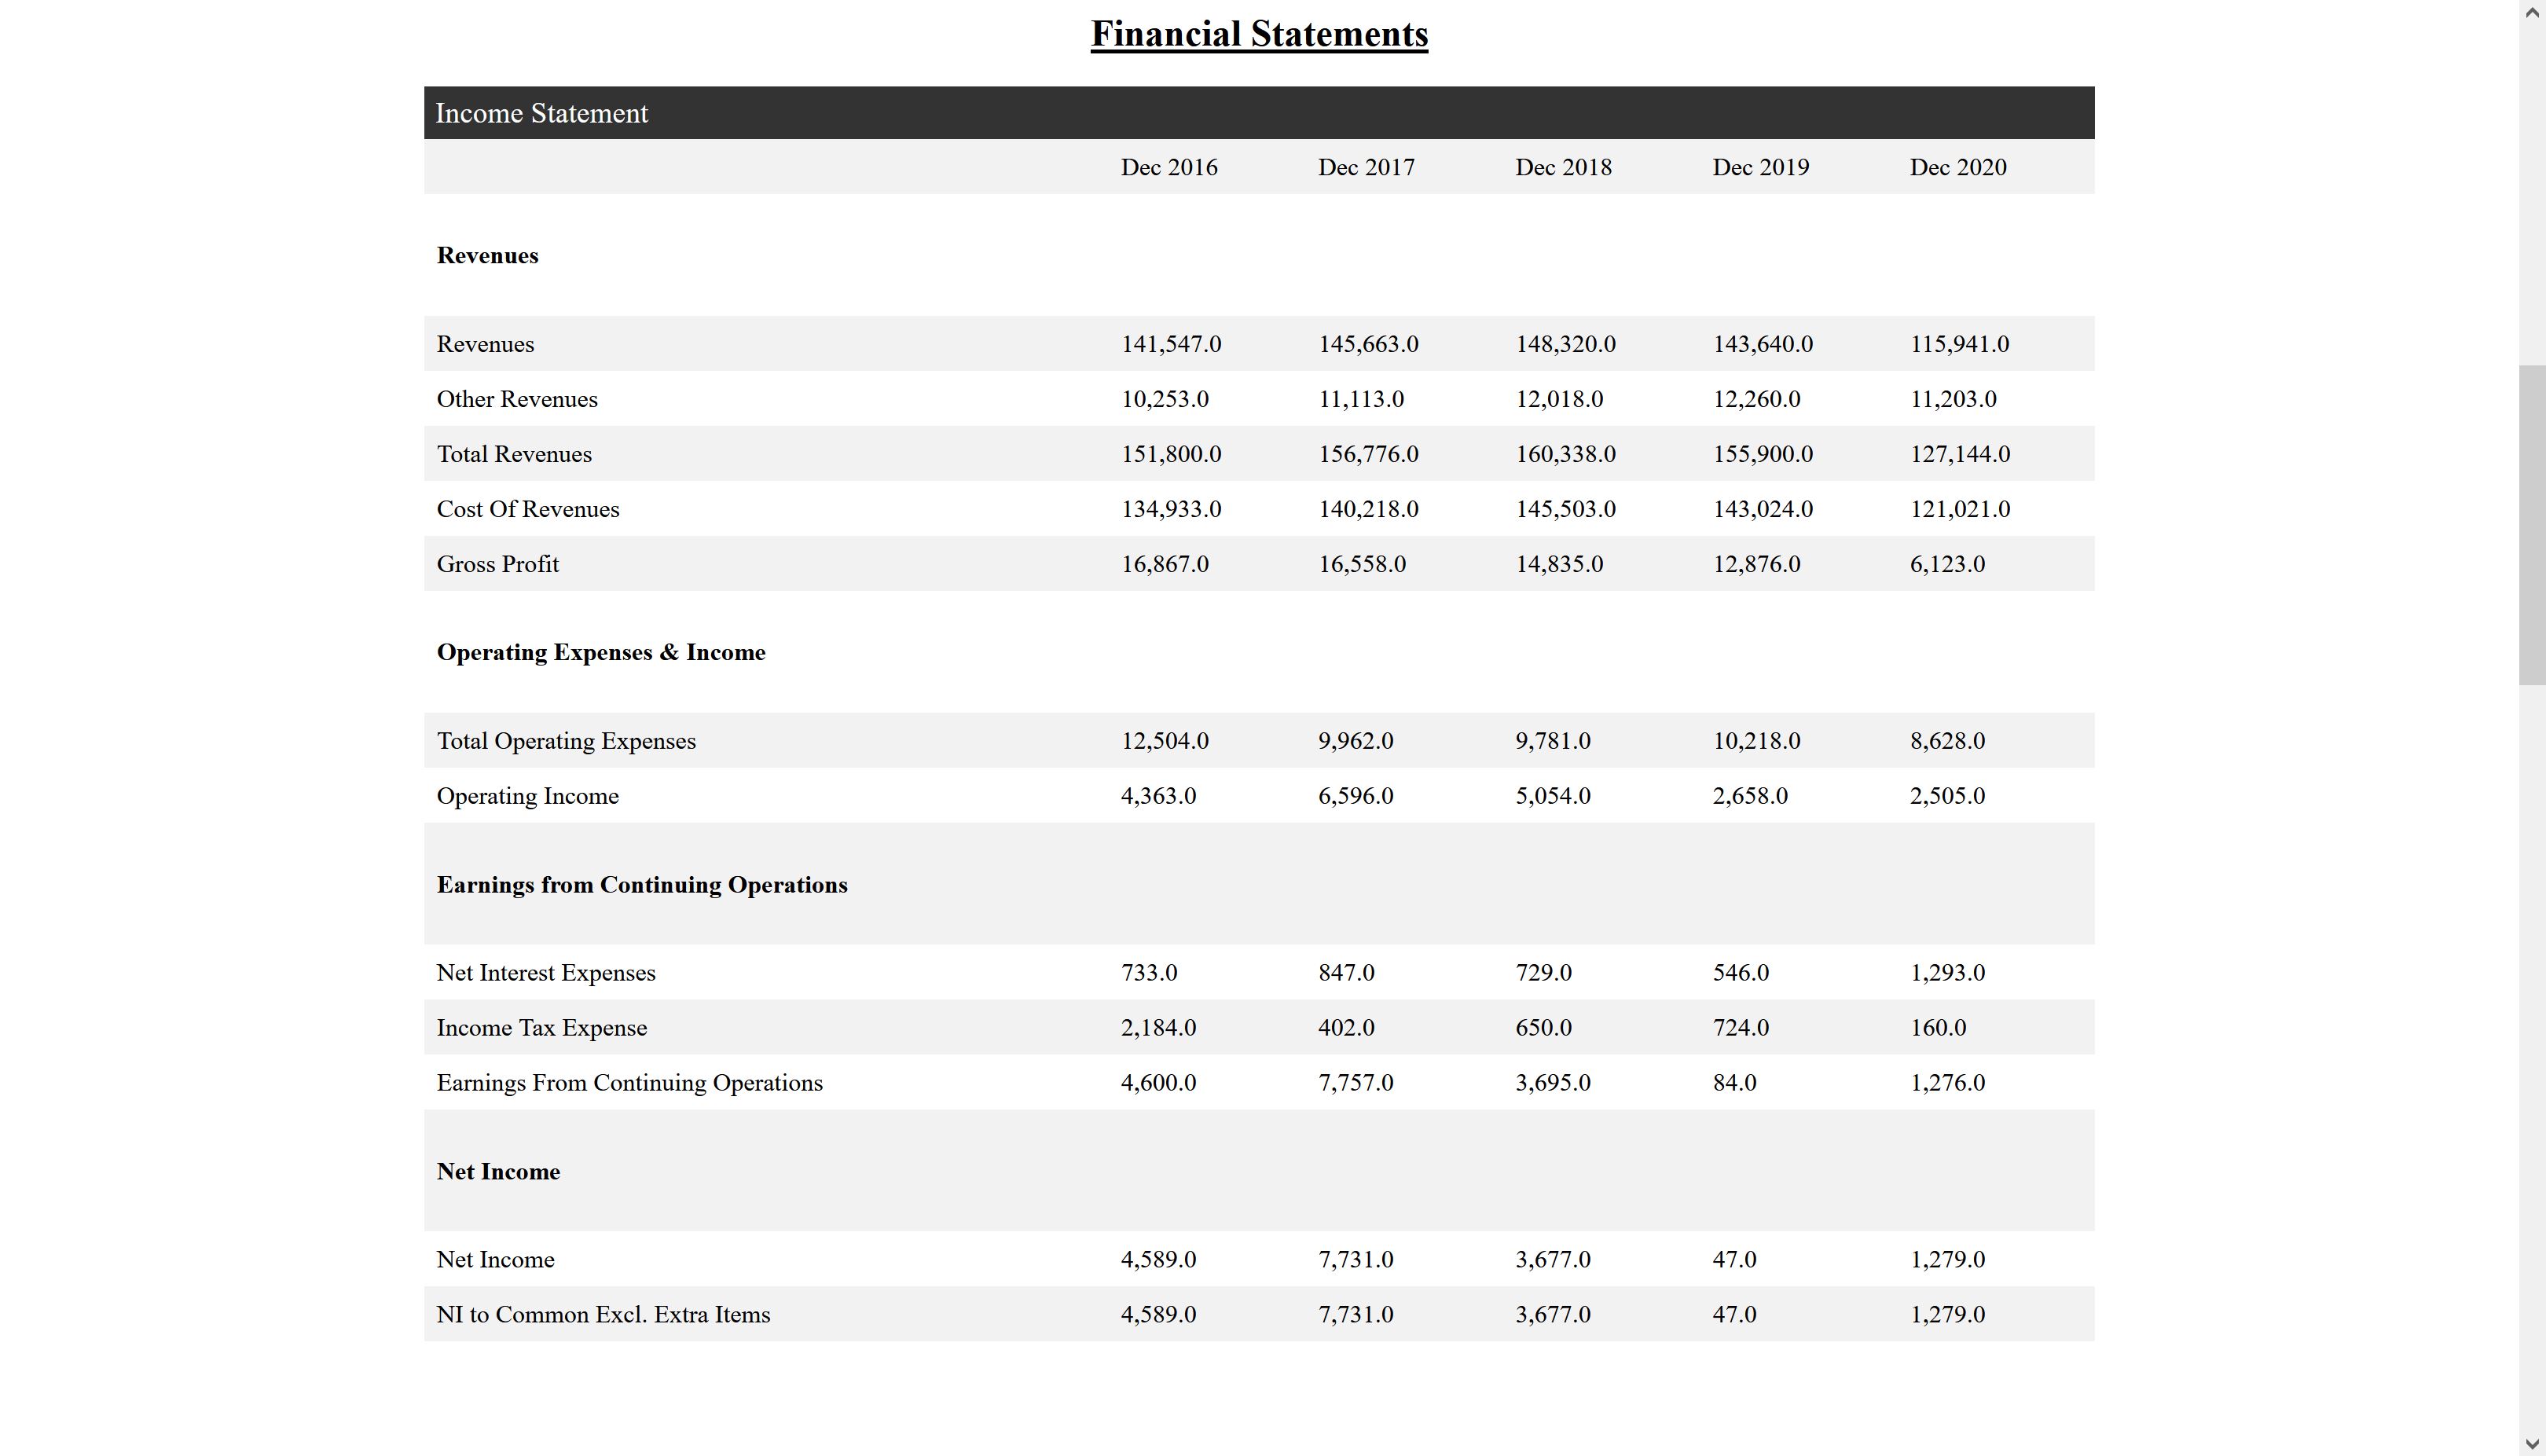 Financial Statements
Income Statement
Dec 2016 Dec 2017 Dec 2018 Dec 2019 Dec 2020
Revenues
Revenues 141,547.0 145,663.0 148,320.0 143,640.0 115,941.0
Other Revenues 10,253.0 11,113.0 12,018.0 12,260.0 11,203.0
Total Revenues 151,800.0 156,776.0 160,338.0 155,900.0 127,144.0
Cost Of Revenues 134,933.0 140,218.0 145,503.0 143,024.0 121,021.0
Gross Profit 16,867.0 16,558.0 14,835.0 12,876.0 6,123.0
Operating Expenses & Income
Total Operating Expenses 12,504.0 9,962.0 9,781.0 10,218.0 8,628.0
Operating Income 4,363.0 6,596.0 5,054.0 2,658.0 2,505.0
Earnings from Continuing Operations
Net Interest Expenses 733.0 847.0 729.0 546.0 1,293.0
Income Tax Expense 2,184.0 402.0 650.0 724.0 160.0
Earnings From Continuing Operations 4,600.0 7,757.0 3,695.0 84.0 1,276.0
Net Income
Net Income 4,589.0 7,731.0 3,677.0 47.0 1,279.0
NI to Common Excl. Extra Items 4,589.0 7,731.0 3,677.0 47.0 1,279.0